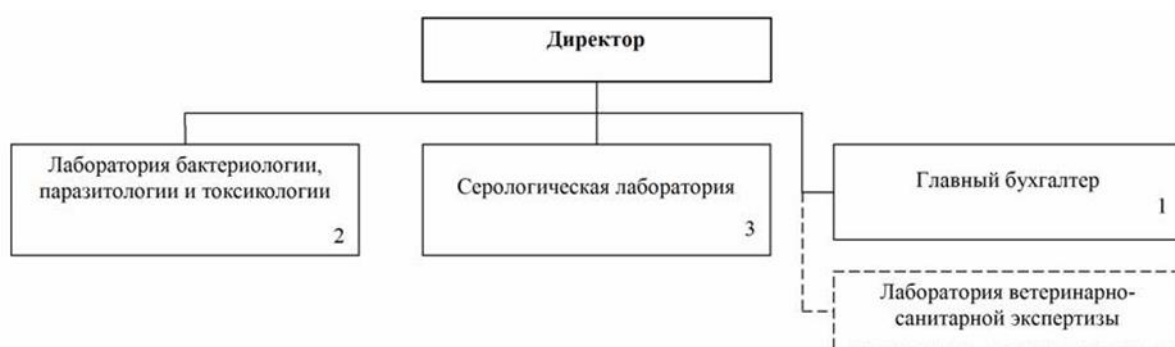 Директор
Лаборатория бактериологии,
паразитологии и токсикологии
2
Серологическая лаборатория
3
Главный бухгалтер
1
Лаборатория ветеринарно-
санитарной экспертизы